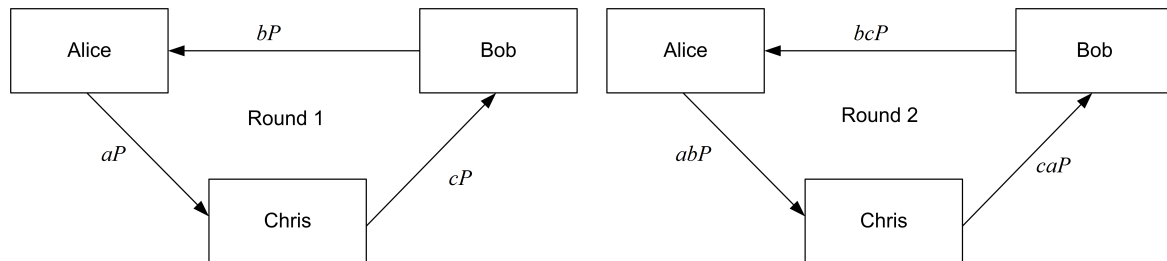 Alice
bP
Bob
Round 1
aP
cP
Chris
Alice
bcP
Bob
Round 2
abP
caP
Chris